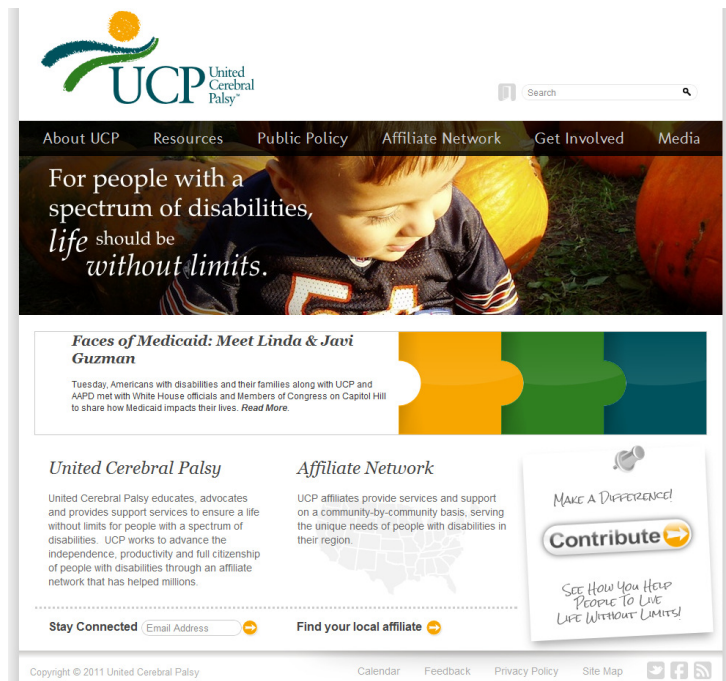 UCP United
Cerebral
Palsy™
Search
About UCP Resources Public Policy Affiliate Network Get Involved Media
For people with a
spectrum of disabilities,
life should be
without limits.
Faces of Medicaid: Meet Linda & Javi
Guzman
Tuesday, Americans with disabilities and their families along with UCP and
AAPD met with White House officials and Members of Congress on Capitol Hill
to share how Medicaid impacts their lives. Read More.
United Cerebral Palsy
United Cerebral Palsy educates, advocates
and provides support services to ensure a life
without limits for people with a spectrum of
disabilities. UCP works to advance the
independence, productivity and full citizenship
of people with disabilities through an affiliate
network that has helped millions.
Affiliate Network
UCP affiliates provide services and support
on a community-by-community basis, serving
the unique needs of people with disabilities in
their region.
Make a Difference!
Contribute
See How You Help
People To Live
Life Without Limits!
Stay Connected Email Address
Find your local affiliate
Copyright © 2011 United Cerebral Palsy
Calendar Feedback Privacy Policy Site Map